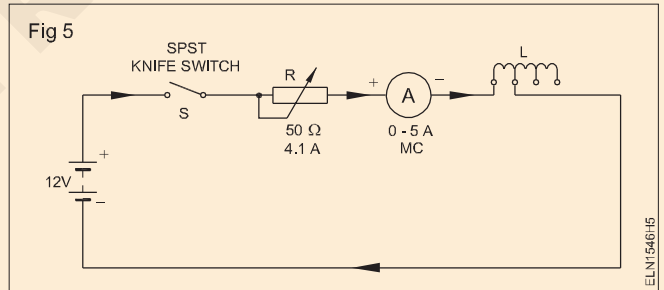 Fig 5
SPST
KNIFE SWITCH
S
R
50 Ω
4.1 A
+
A
–
0 - 5 A
MC
L
12V
+
–
ELN1546H5